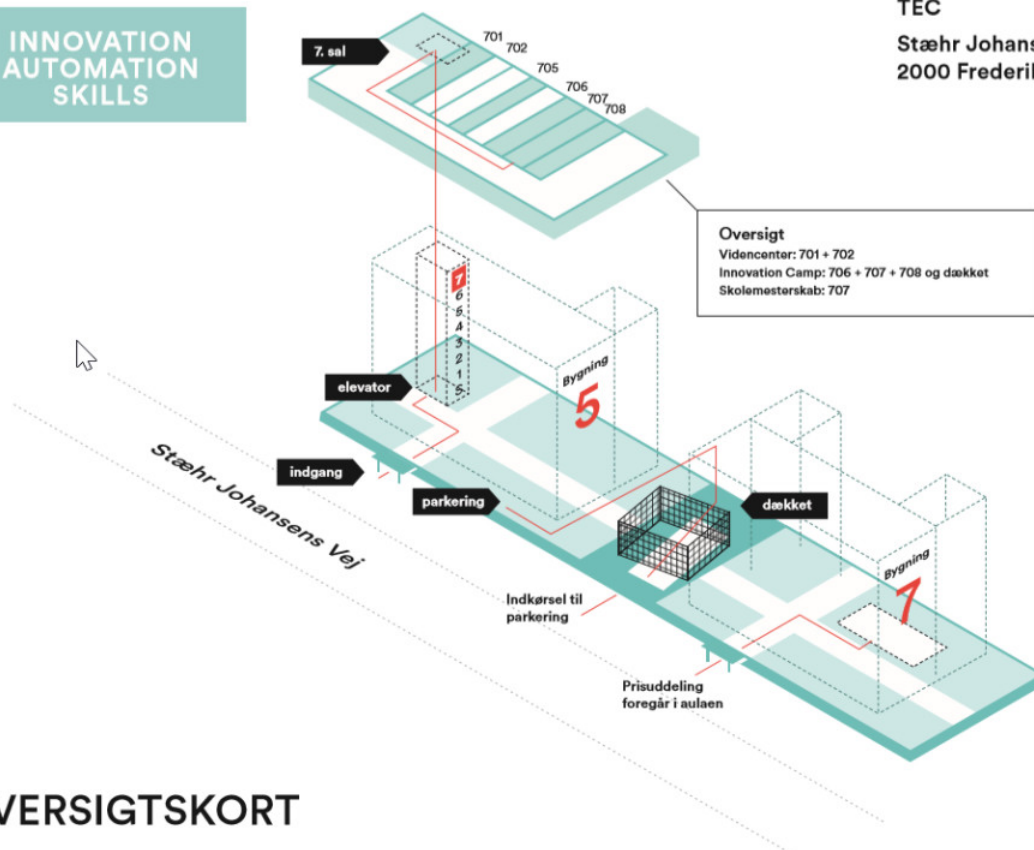 INNOVATION
AUTOMATION
SKILLS
TEC
Stæhr Johans
2000 Frederi
7. sal
701
702
705
706
707
708
Oversigt
Videncenter: 701 + 702
Innovation Camp: 706 + 707 + 708 og dækket
Skolemesterskab: 707
7
6
5
4
3
2
1
S
elevator
Bygning
5
indgang
parkering
dækket
Stæhr Johansens Vej
Bygning
7
Indkørsel til
parkering
Prisuddeling
foregår i aulaen
VERSIGTSKORT